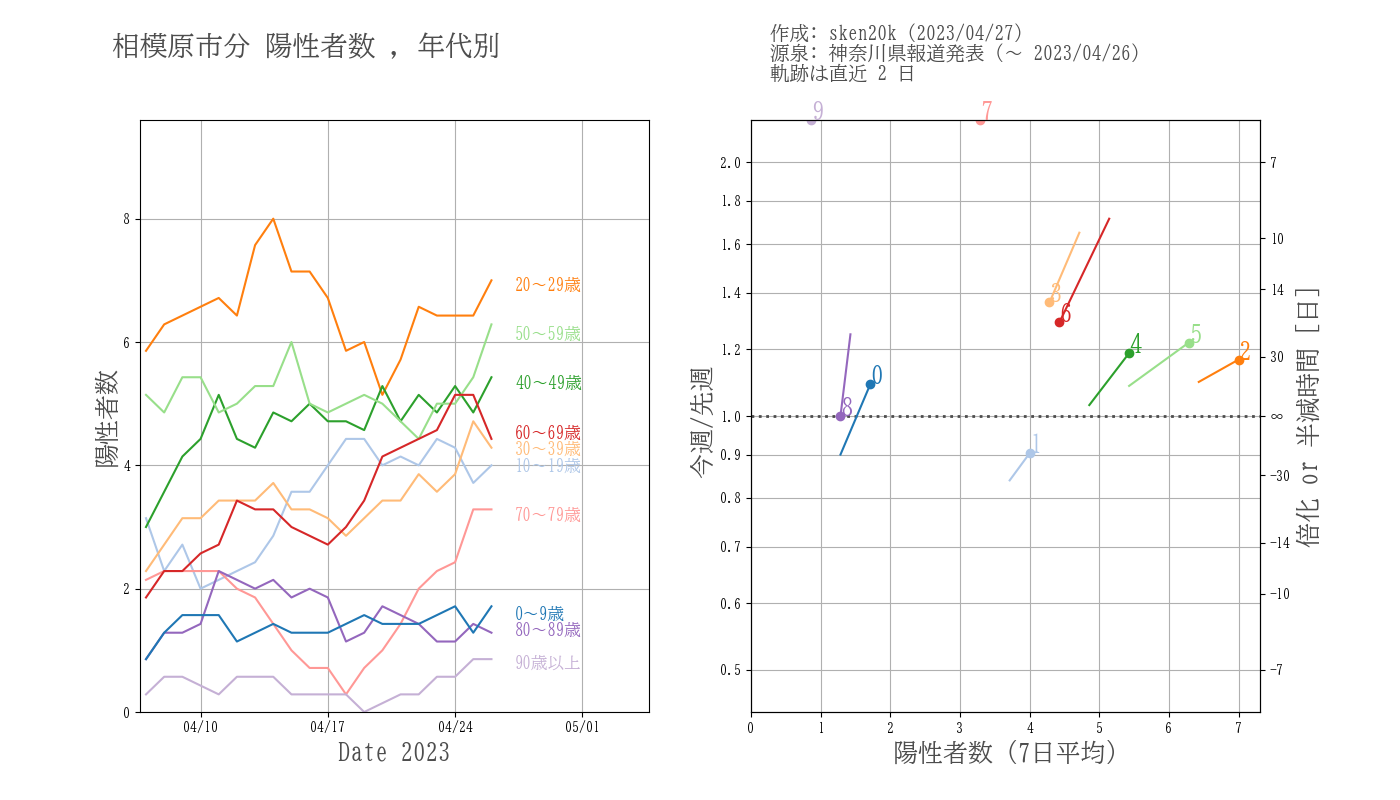 相模原市分 陽性者数 , 年代別
作成: sken20k (2023/04/27)
源泉: 神奈川県報道発表 (～ 2023/04/26)
軌跡は直近 2 日
陽性者数
8
6
4
2
0
04/10
04/17
04/24
05/01
Date 2023
20～29歳
50～59歳
40～49歳
60～69歳
30～39歳
10～19歳
70～79歳
0～9歳
80～89歳
90歳以上
今週/先週
2.0
1.8
1.6
1.4
1.2
1.0
0.9
0.8
0.7
0.6
0.5
9
7
3
6
4
5
2
0
8
1
0
1
2
3
4
5
6
7
陽性者数 (7日平均)
7
10
14
30
∞
−30
−14
−10
−7
倍化 or 半減時間 [日]